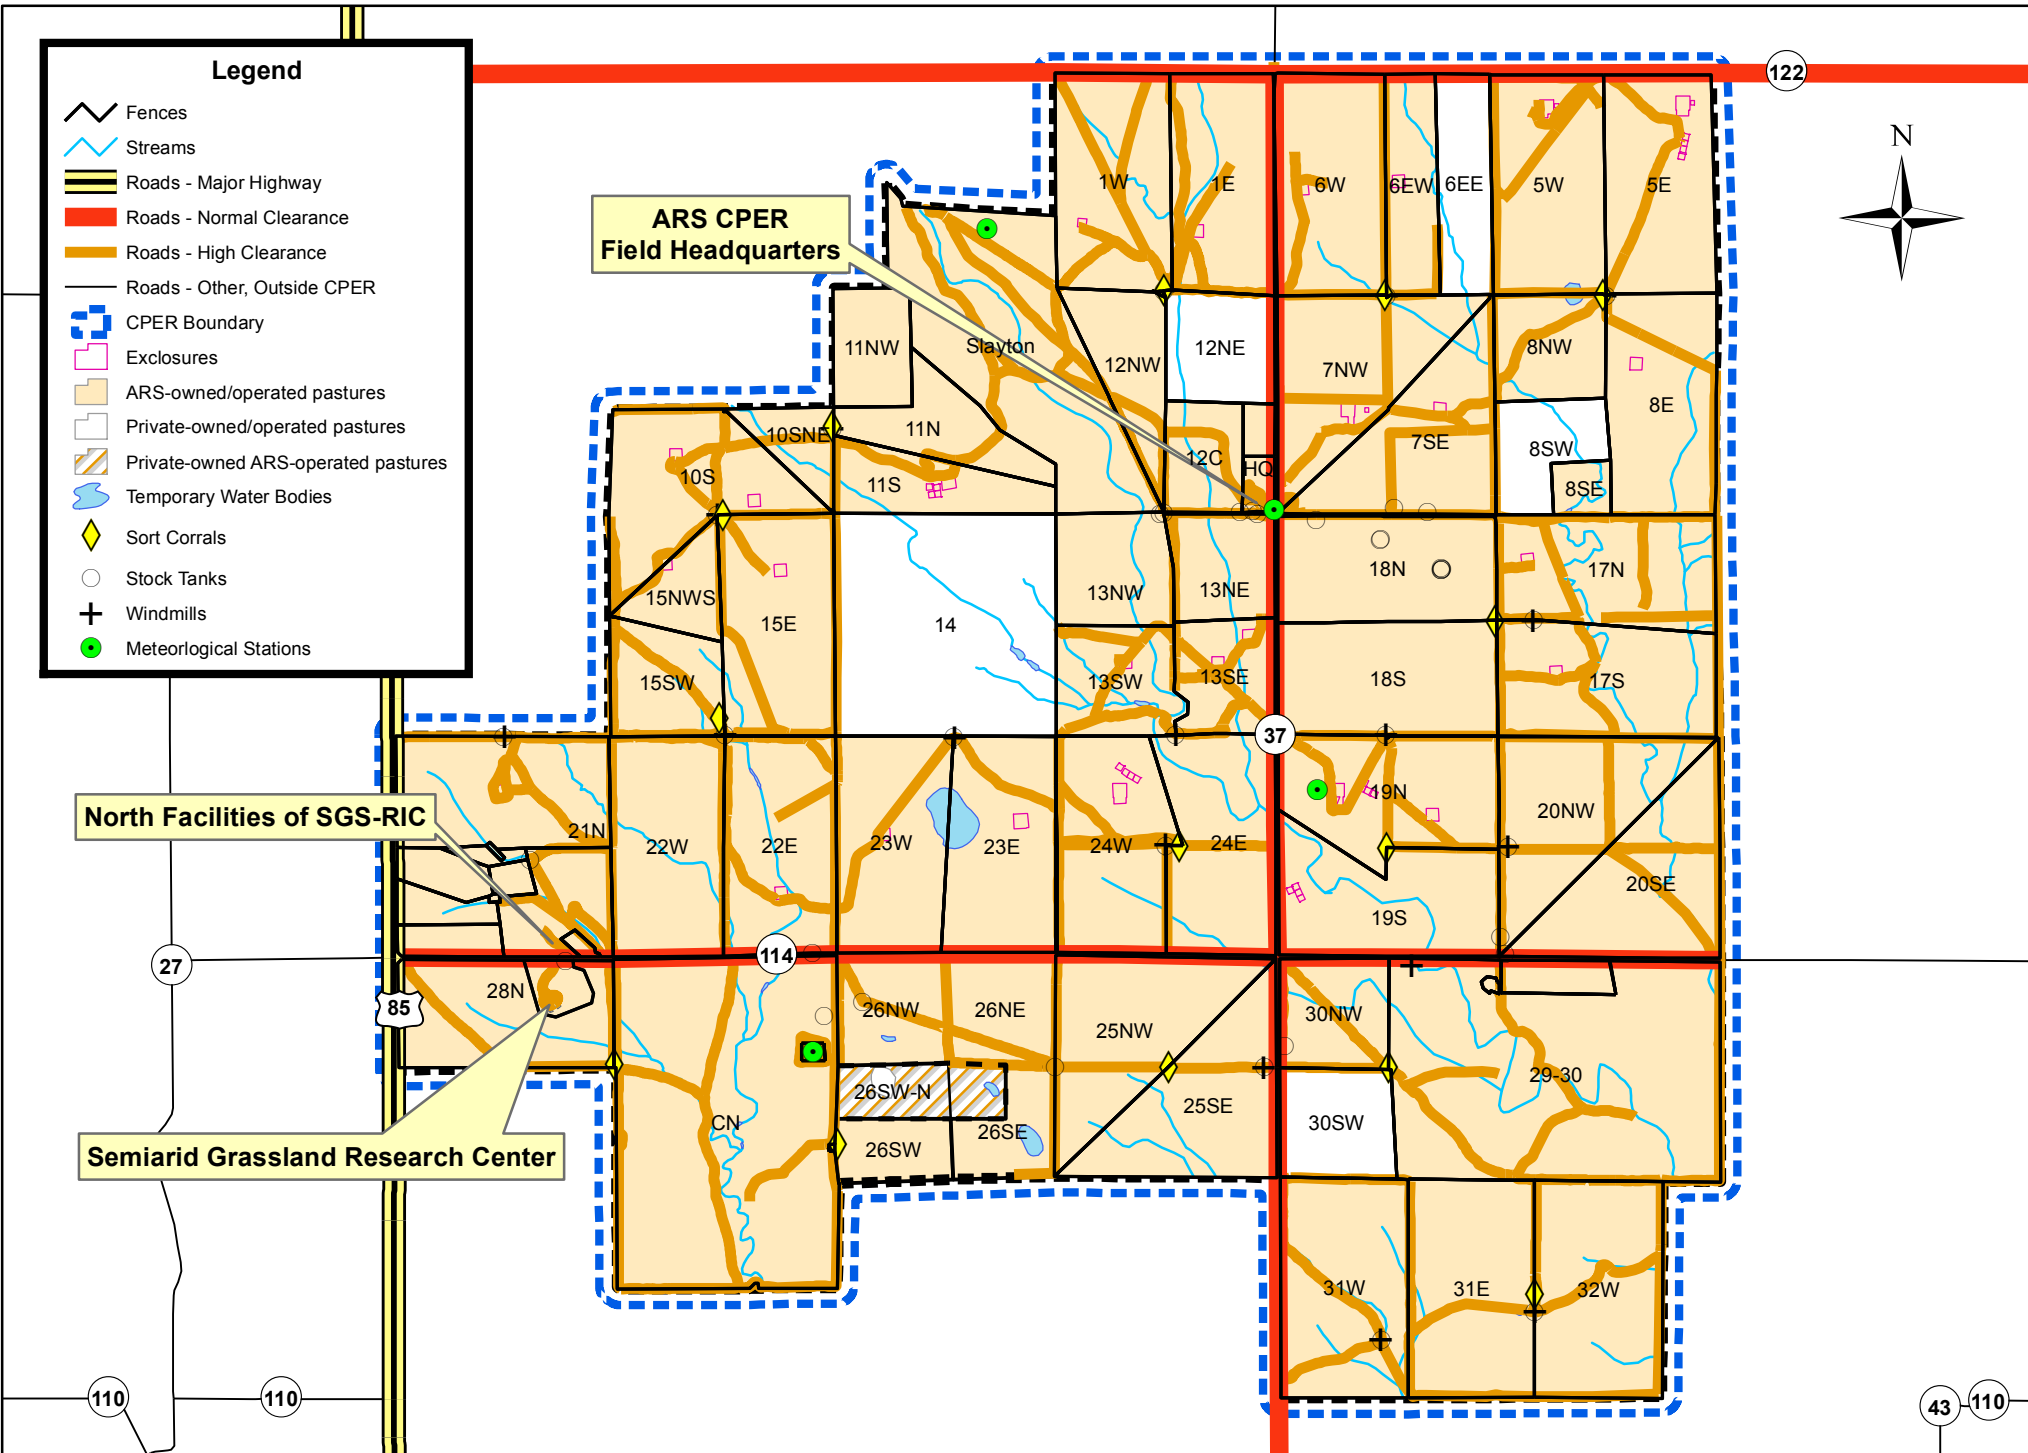 Legend
Fences
Streams
Roads - Major Highway
Roads - Normal Clearance
Roads - High Clearance
Roads - Other, Outside CPER
CPER Boundary
Exclosures
ARS-owned/operated pastures
Private-owned/operated pastures
Private-owned ARS-operated pastures
Temporary Water Bodies
Sort Corrals
Stock Tanks
Windmills
Meteorlogical Stations
122
N
ARS CPER
Field Headquarters
1W
1E
6W
6EW
6EE
5W
5E
11NW
Slayton
12NW
12NE
7NW
8NW
8E
10SNE
11N
10S
11S
12C
HQ
7SE
8SW
8SE
15NWS
15E
14
13NW
13NE
18N
17N
15SW
13SW
13SE
18S
17S
37
North Facilities of SGS-RIC
21N
22W
22E
23W
23E
24W
24E
19N
20NW
20SE
19S
27
114
85
28N
26NW
26NE
25NW
30NW
29-30
26SW-N
25SE
30SW
CN
26SW
26SE
Semiarid Grassland Research Center
31W
31E
32W
110
110
43
110